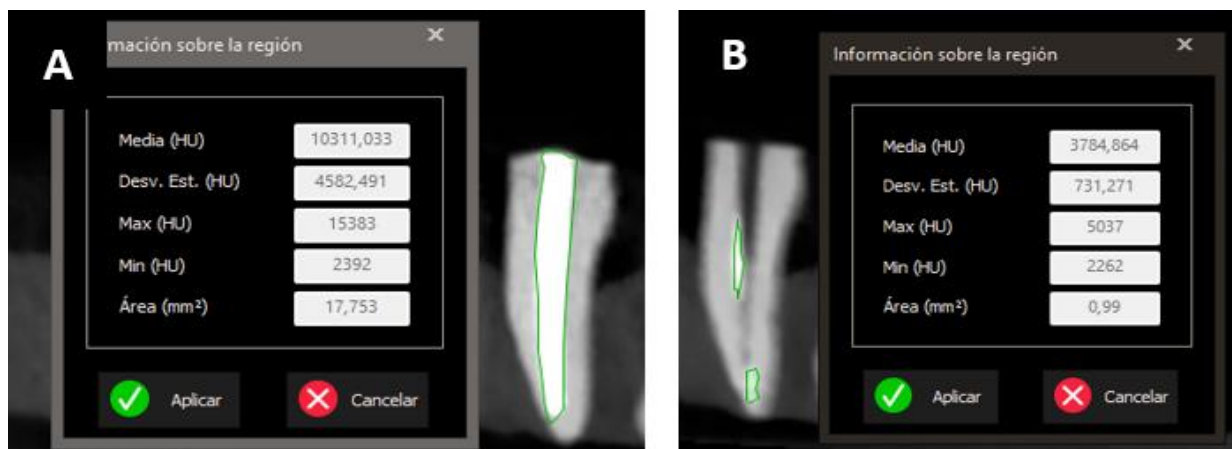 A
mación sobre la región
Media (HU) 10311,033
Desv. Est. (HU) 4582,491
Max (HU) 15383
Min (HU) 2392
Área (mm²) 17,753
Aplicar Cancelar
B
Información sobre la región
Media (HU) 3784,864
Desv. Est. (HU) 731,271
Max (HU) 5037
Min (HU) 2262
Área (mm²) 0,99
Aplicar Cancelar